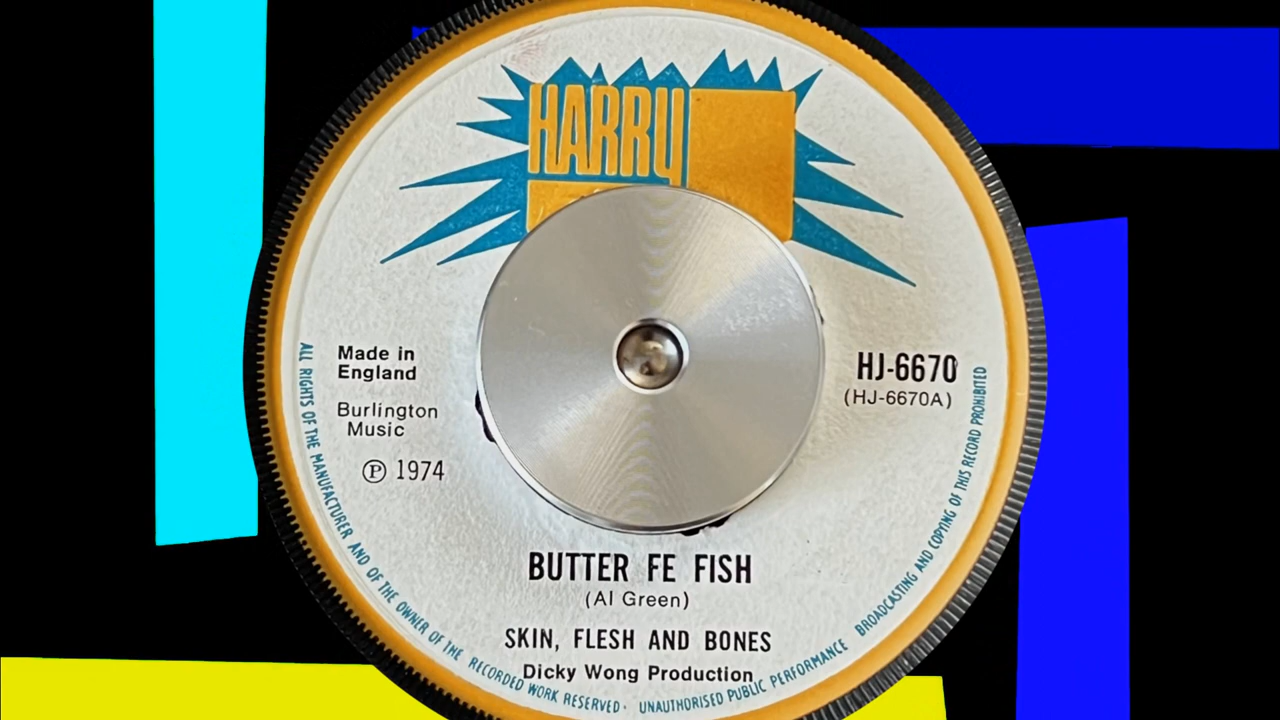 HARRY
Made in
England
Burlington
Music
℗ 1974
HJ-6670
(HJ-6670A)
BUTTER FE FISH
(Al Green)
SKIN, FLESH AND BONES
Dicky Wong Production
ALL RIGHTS OF THE MANUFACTURER AND OF THE OWNER OF THE RECORDED WORK RESERVED · UNAUTHORISED PUBLIC PERFORMANCE BROADCASTING AND COPYING OF THIS RECORD PROHIBITED